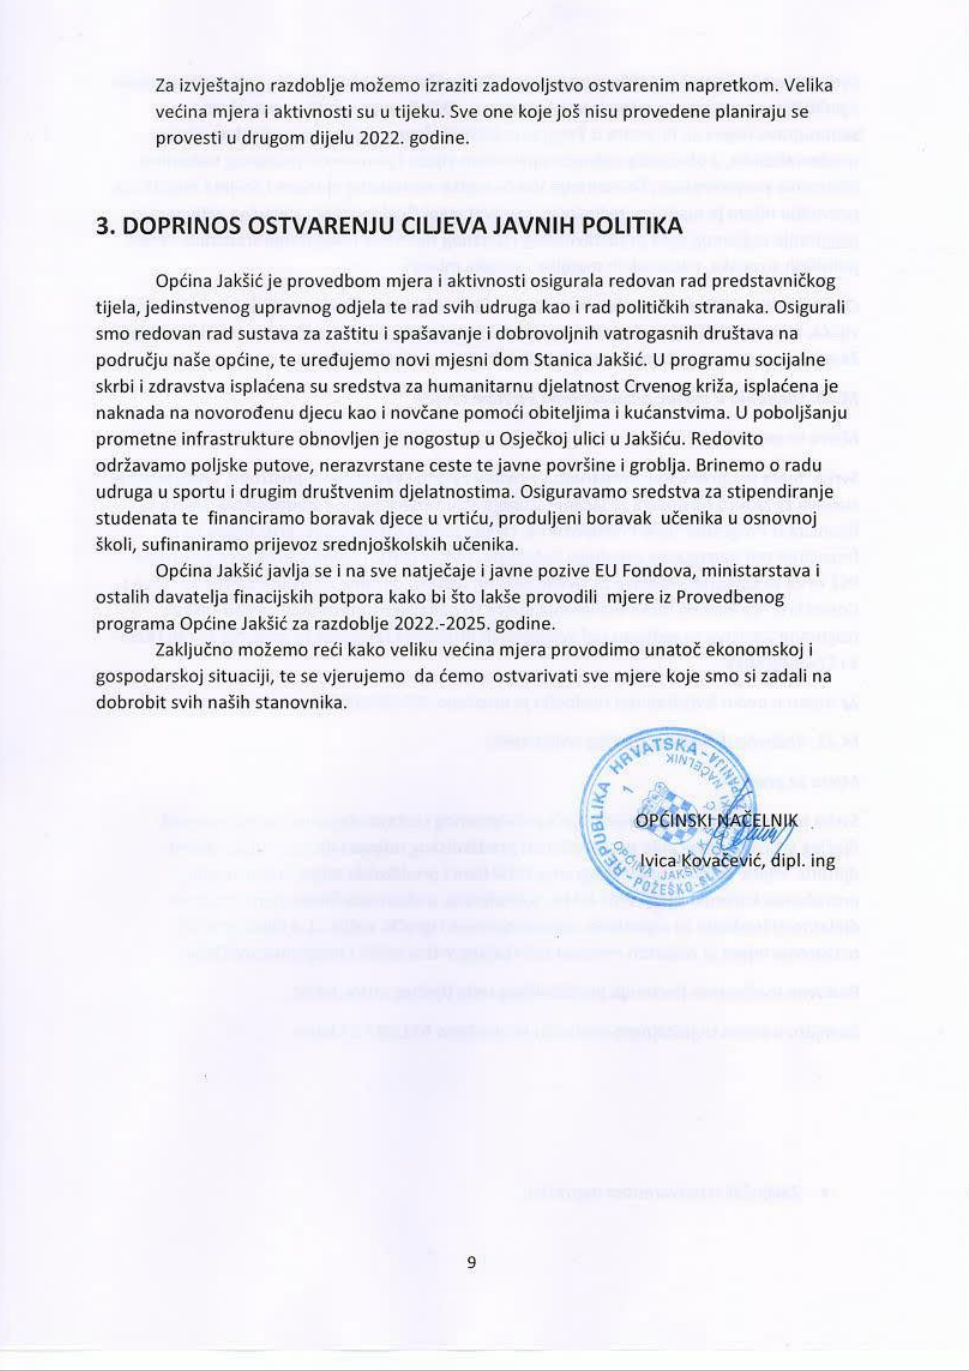 Za izvještajno razdoblje možemo izraziti zadovoljstvo ostvarenim napretkom. Velika
većina mjera i aktivnosti su u tijeku. Sve one koje još nisu provedene planiraju se
provesti u drugom dijelu 2022. godine.
3. DOPRINOS OSTVARENJU CILJEVA JAVNIH POLITIKA
Općina Jakšić je provedbom mjera i aktivnosti osigurala redovan rad predstavničkog
tijela, jedinstvenog upravnog odjela te rad svih udruga kao i rad političkih stranaka. Osigurali
smo redovan rad sustava za zaštitu i spašavanje i dobrovoljnih vatrogasnih društava na
području naše općine, te uređujemo novi mjesni dom Stanica Jakšić. U programu socijalne
skrbi i zdravstva isplaćena su sredstva za humanitarnu djelatnost Crvenog križa, isplaćena je
naknada na novorođenu djecu kao i novčane pomoći obiteljima i kućanstvima. U poboljšanju
prometne infrastrukture obnovljen je nogostup u Osječkoj ulici u Jakšiću. Redovito
održavamo poljske putove, nerazvrstane ceste te javne površine i groblja. Brinemo o radu
udruga u sportu i drugim društvenim djelatnostima. Osiguravamo sredstva za stipendiranje
studenata te financiramo boravak djece u vrtiću, produljeni boravak učenika u osnovnoj
školi, sufinaniramo prijevoz srednjoškolskih učenika.
Općina Jakšić javlja se i na sve natječaje i javne pozive EU Fondova, ministarstava i
ostalih davatelja finacijskih potpora kako bi što lakše provodili mjere iz Provedbenog
programa Općine Jakšić za razdoblje 2022.-2025. godine.
Zaključno možemo reći kako veliku većina mjera provodimo unatoč ekonomskoj i
gospodarskoj situaciji, te se vjerujemo da ćemo ostvarivati sve mjere koje smo si zadali na
dobrobit svih naših stanovnika.
REPUBLIKA HRVATSKA
1
OPĆINSKI NAČELNIK
Ivica Kovačević, dipl. ing
9